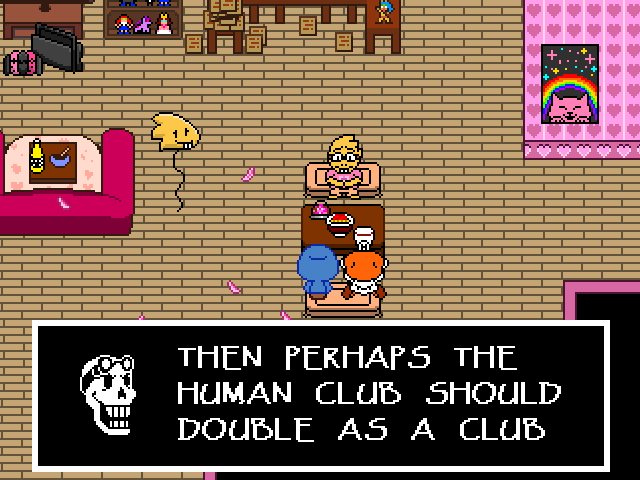 THEN PERHAPS THE
HUMAN CLUB SHOULD
DOUBLE AS A CLUB